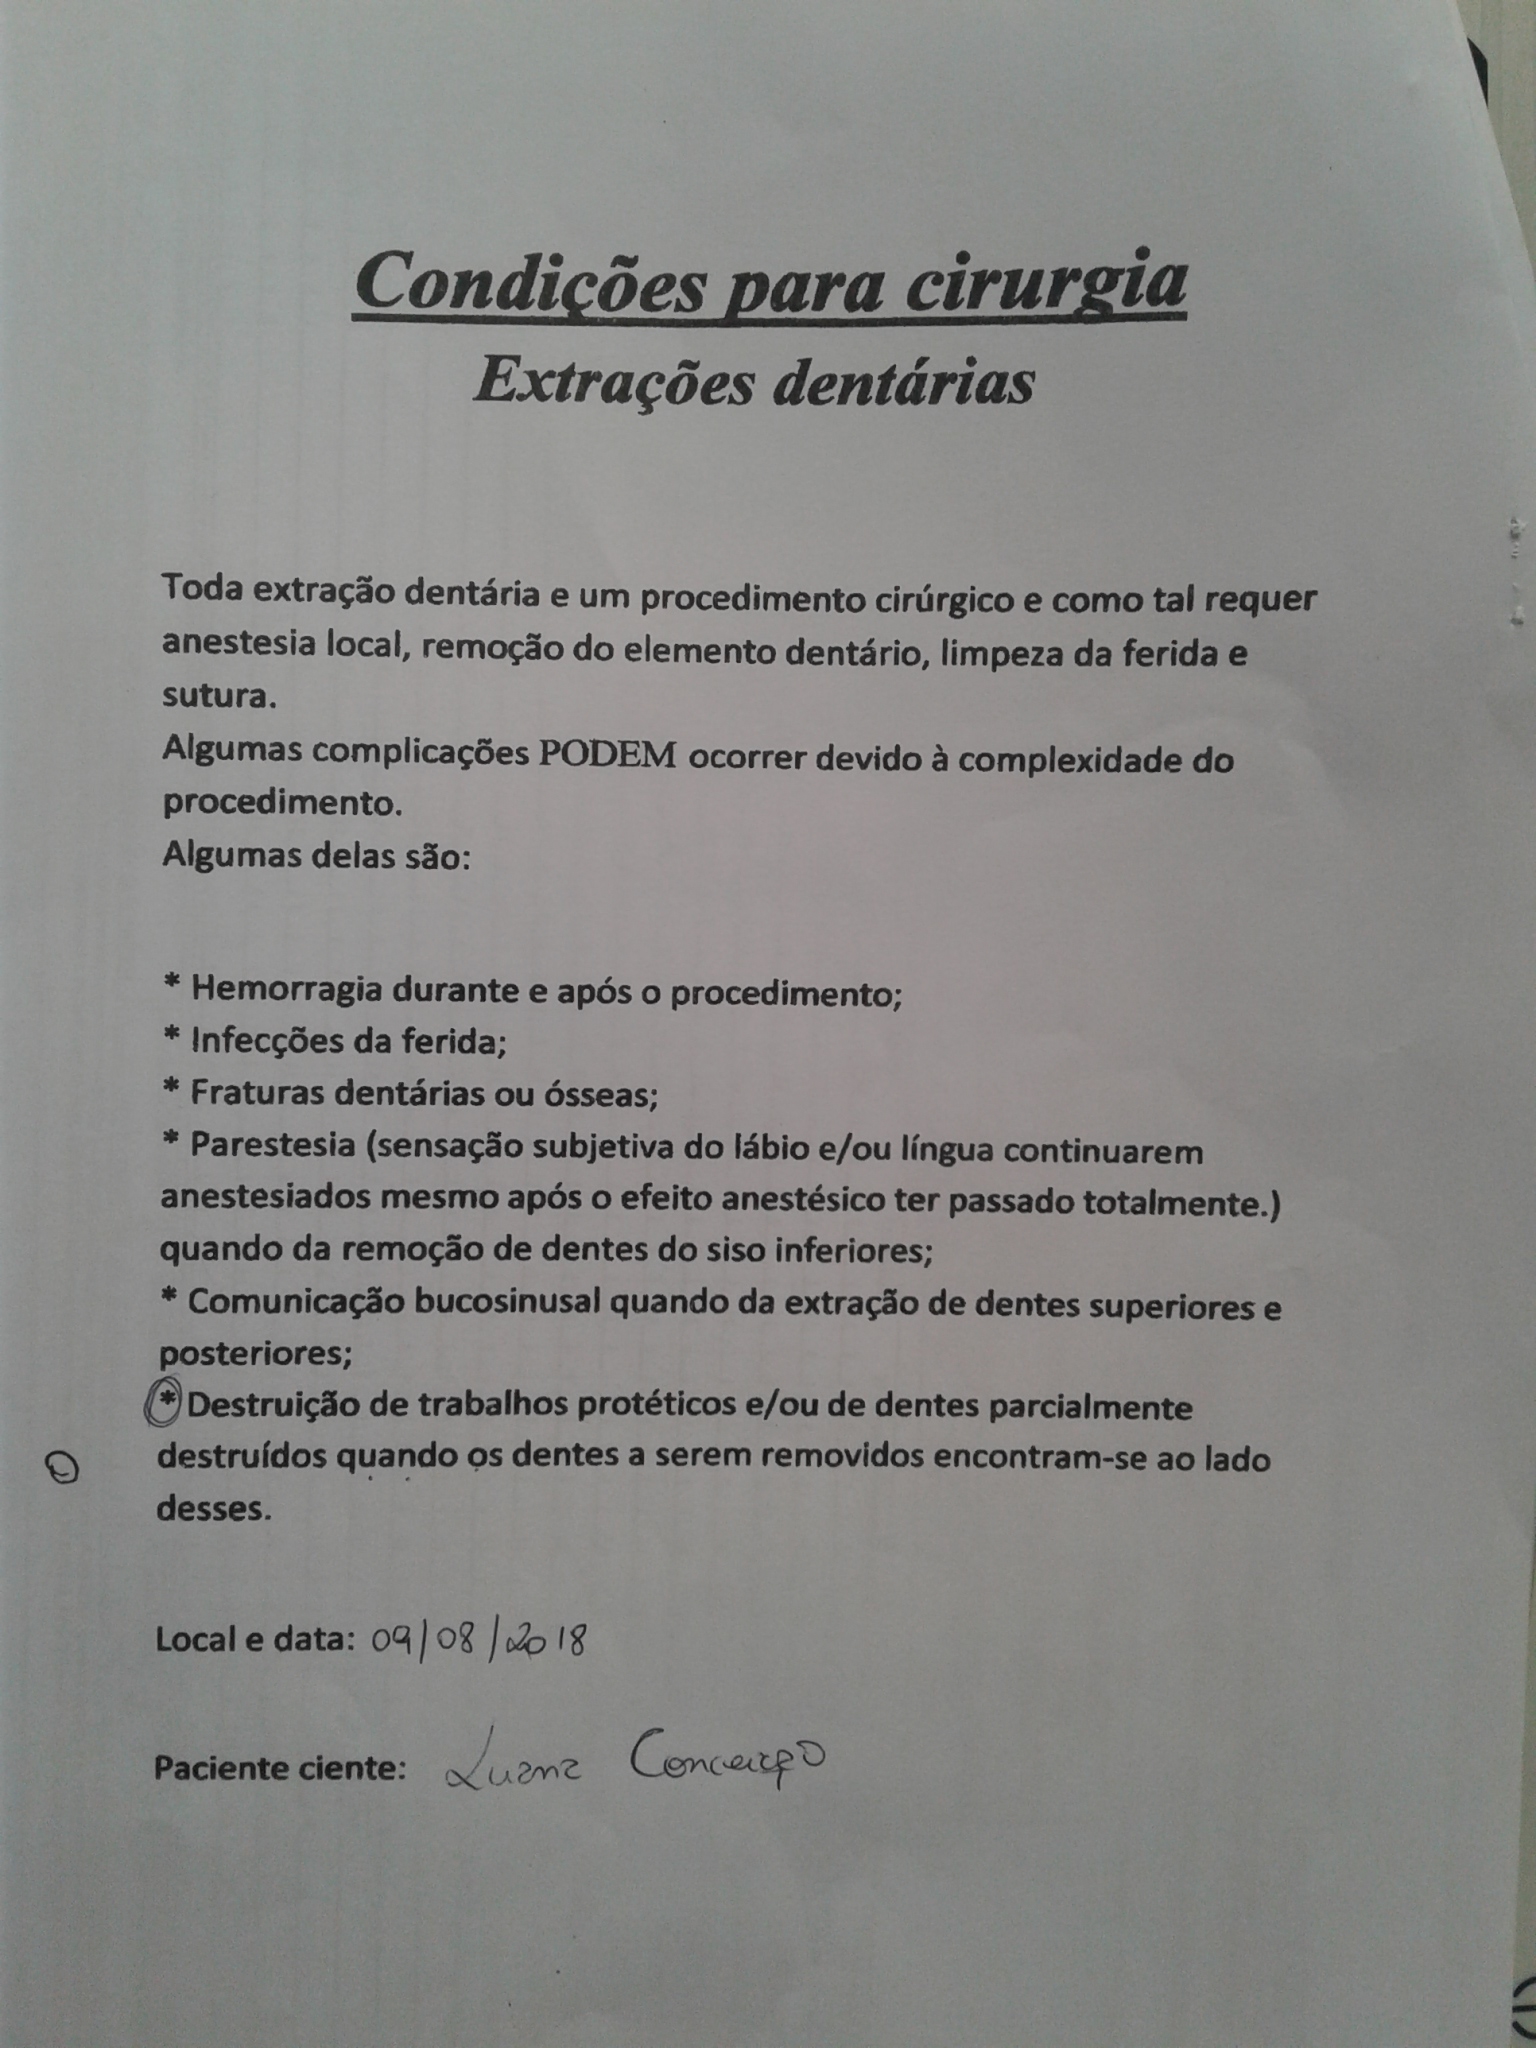 Condições para cirurgia
Extrações dentárias
Toda extração dentária e um procedimento cirúrgico e como tal requer
anestesia local, remoção do elemento dentário, limpeza da ferida e
sutura.
Algumas complicações PODEM ocorrer devido à complexidade do
procedimento.
Algumas delas são:
* Hemorragia durante e após o procedimento;
* Infecções da ferida;
* Fraturas dentárias ou ósseas;
* Parestesia (sensação subjetiva do lábio e/ou língua continuarem
anestesiados mesmo após o efeito anestésico ter passado totalmente.)
quando da remoção de dentes do siso inferiores;
* Comunicação bucosinusal quando da extração de dentes superiores e
posteriores;
* Destruição de trabalhos protéticos e/ou de dentes parcialmente
destruídos quando os dentes a serem removidos encontram-se ao lado
desses.
Local e data: 09/08/2018
Paciente ciente: Luana Conceição